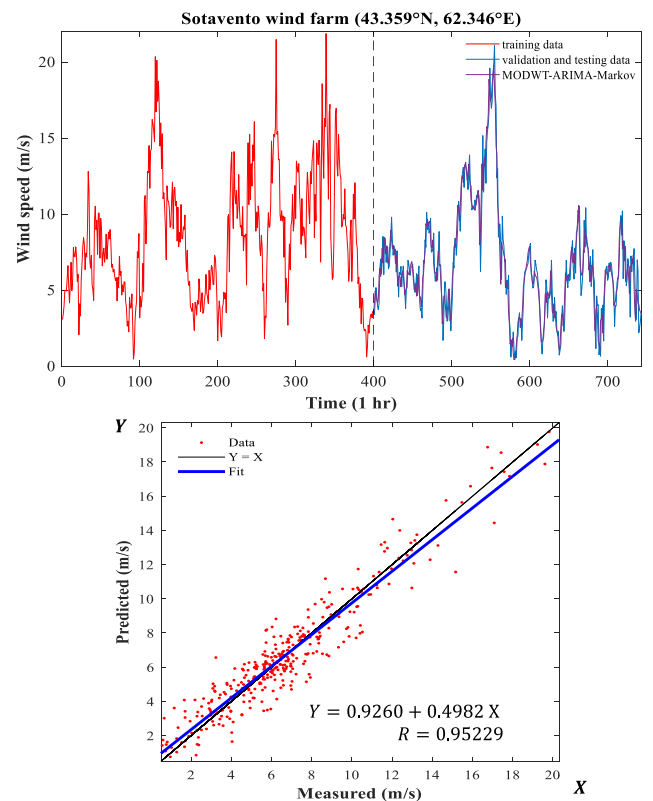 Sotavento wind farm (43.359°N, 62.346°E)
training data
validation and testing data
MODWT-ARIMA-Markov
Wind speed (m/s)
20
15
10
5
0
0 100 200 300 400 500 600 700
Time (1 hr)
Y
Data
Y = X
Fit
Predicted (m/s)
20
18
16
14
12
10
8
6
4
2
Y = 0.9260 + 0.4982 X
R = 0.95229
2 4 6 8 10 12 14 16 18 20
Measured (m/s)
X